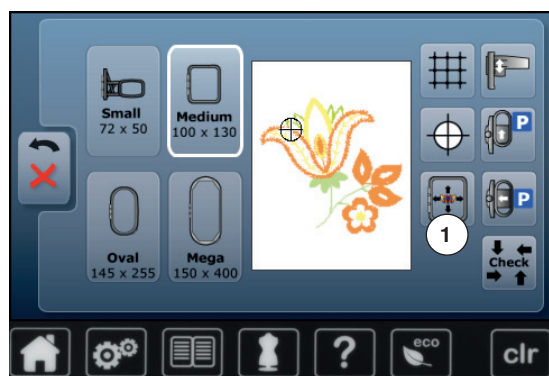 Small
72 x 50
Medium
100 x 130
P
1
P
Oval
145 x 255
Mega
150 x 400
Check
?
eco
clr